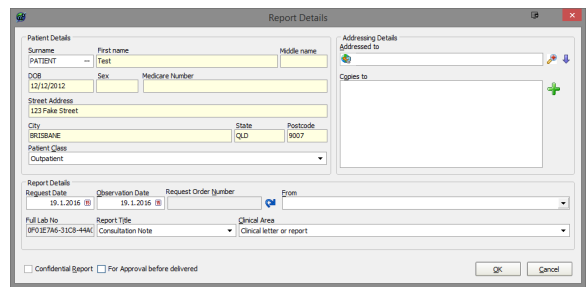 Report Details
Patient Details
Surname First name Middle name
PATIENT Test
DOB Sex Medicare Number
12/12/2012
Street Address
123 Fake Street
City State Postcode
BRISBANE QLD 9007
Patient Class
Outpatient
Addressing Details
Addressed to
Copies to
Report Details
Request Date Observation Date Request Order Number From
19.1.2016 19.1.2016
Full Lab No Report Title Clinical Area
0F01E7A6-31C8-44AC Consultation Note Clinical letter or report
Confidential Report For Approval before delivered
OK Cancel